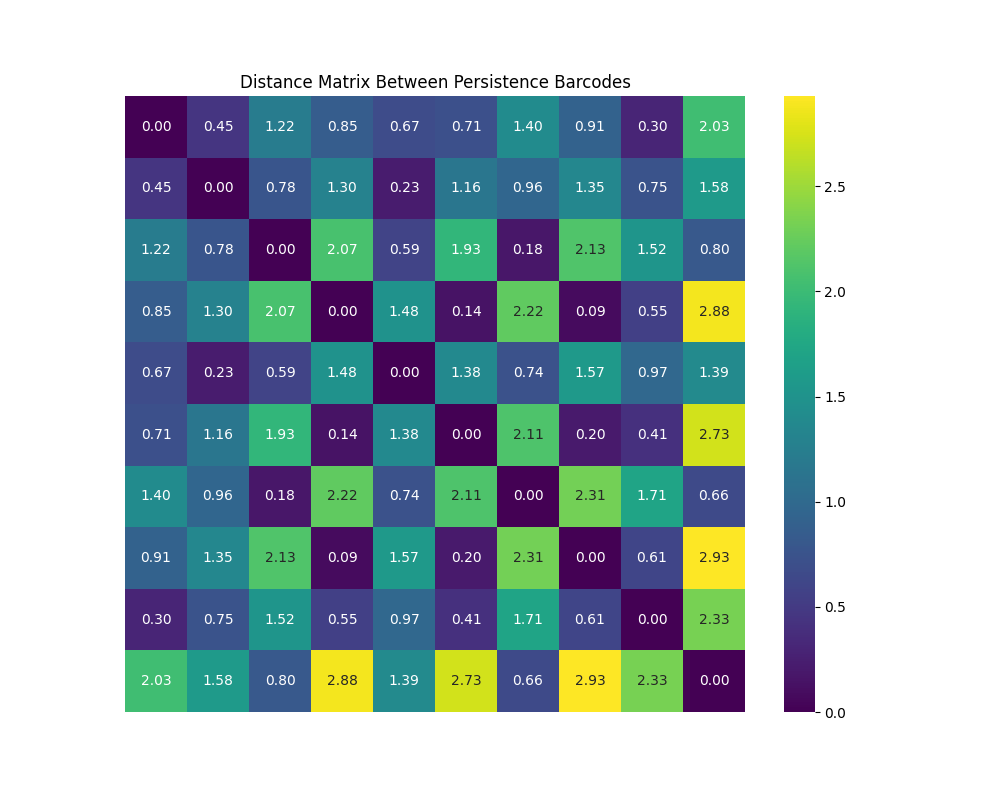 Distance Matrix Between Persistence Barcodes
0.00 0.45 1.22 0.85 0.67 0.71 1.40 0.91 0.30 2.03
0.45 0.00 0.78 1.30 0.23 1.16 0.96 1.35 0.75 1.58
1.22 0.78 0.00 2.07 0.59 1.93 0.18 2.13 1.52 0.80
0.85 1.30 2.07 0.00 1.48 0.14 2.22 0.09 0.55 2.88
0.67 0.23 0.59 1.48 0.00 1.38 0.74 1.57 0.97 1.39
0.71 1.16 1.93 0.14 1.38 0.00 2.11 0.20 0.41 2.73
1.40 0.96 0.18 2.22 0.74 2.11 0.00 2.31 1.71 0.66
0.91 1.35 2.13 0.09 1.57 0.20 2.31 0.00 0.61 2.93
0.30 0.75 1.52 0.55 0.97 0.41 1.71 0.61 0.00 2.33
2.03 1.58 0.80 2.88 1.39 2.73 0.66 2.93 2.33 0.00
2.5
2.0
1.5
1.0
0.5
0.0